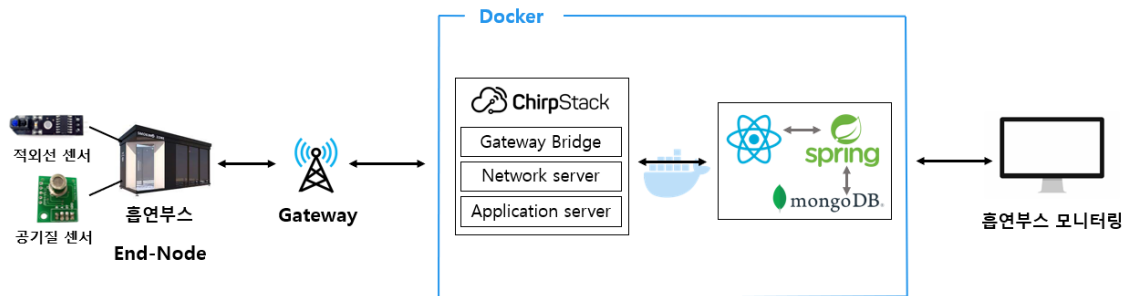 Docker
적외선 센서
공기질 센서
흡연부스
End-Node
Gateway
ChirpStack
Gateway Bridge
Network server
Application server
spring
mongoDB®
흡연부스 모니터링